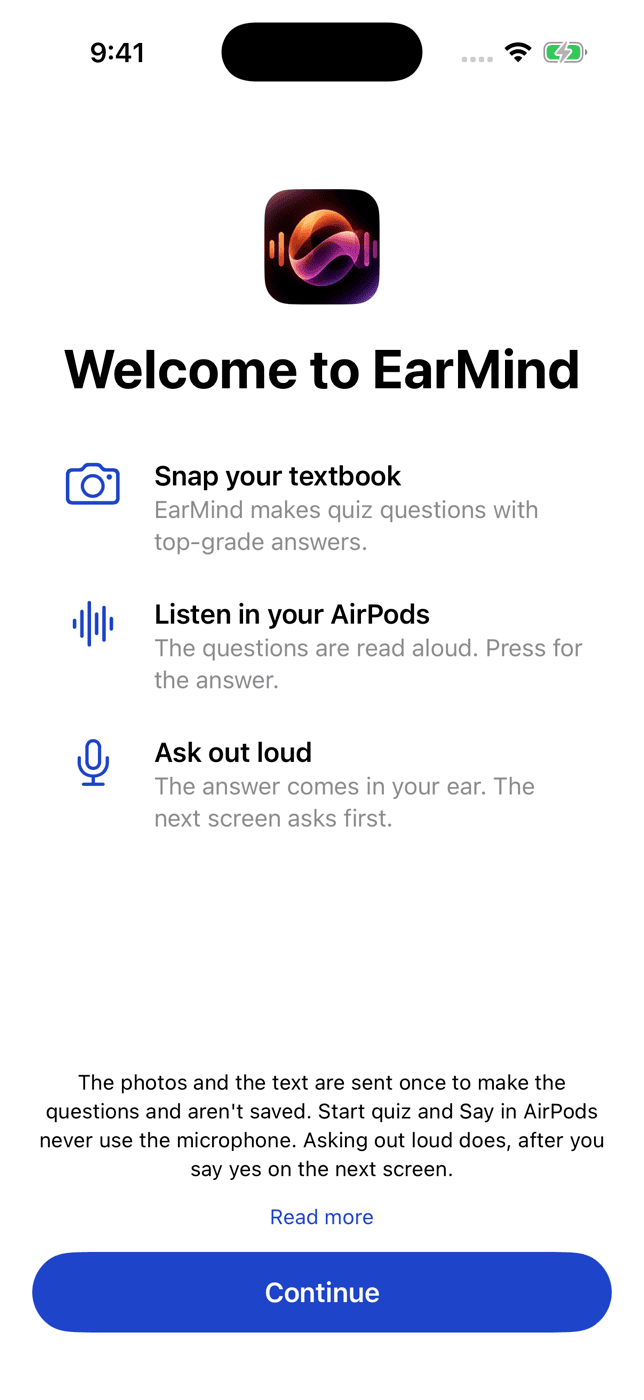 9:41
Welcome to EarMind
Snap your textbook
EarMind makes quiz questions with
top-grade answers.
Listen in your AirPods
The questions are read aloud. Press for
the answer.
Ask out loud
The answer comes in your ear. The
next screen asks first.
The photos and the text are sent once to make the
questions and aren't saved. Start quiz and Say in AirPods
never use the microphone. Asking out loud does, after you
say yes on the next screen.
Read more
Continue